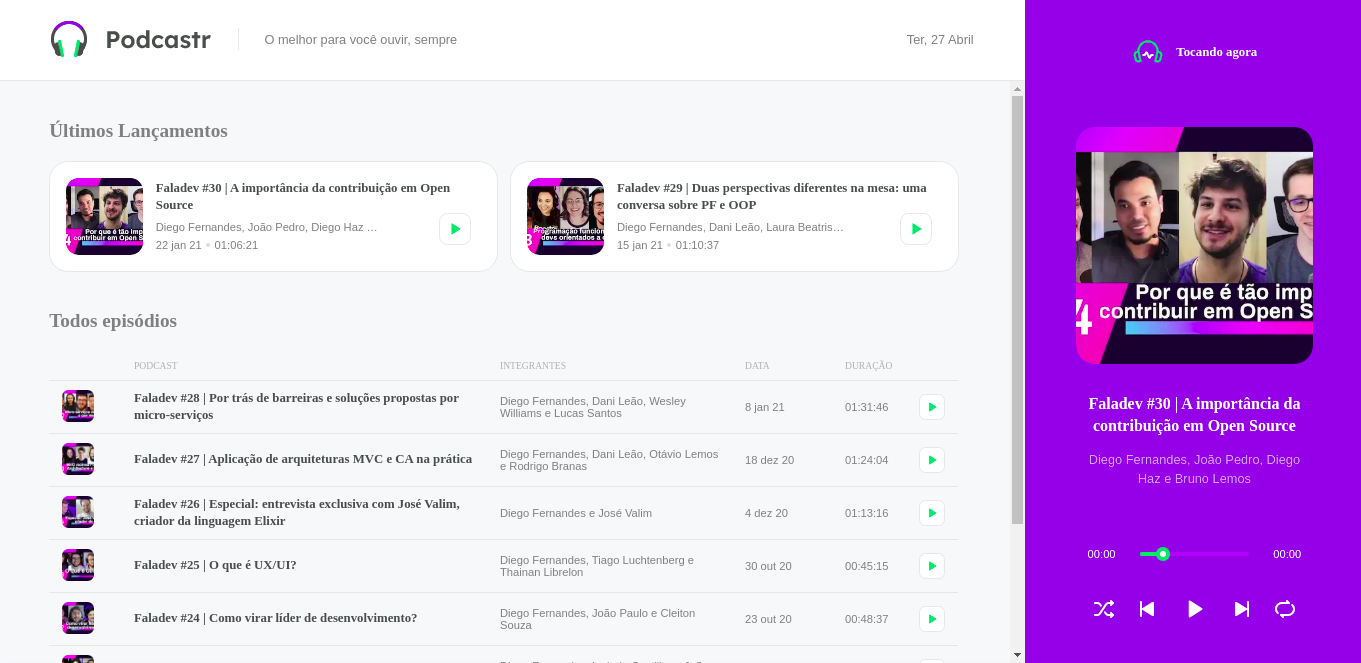 Podcastr
O melhor para você ouvir, sempre
Ter, 27 Abril
Últimos Lançamentos
Por que é tão imp
contribuir em Open S
Faladev #30 | A importância da contribuição em Open
Source
Diego Fernandes, João Pedro, Diego Haz …
22 jan 21
01:06:21
Programação funcion
devs orientados a
Faladev #29 | Duas perspectivas diferentes na mesa: uma
conversa sobre PF e OOP
Diego Fernandes, Dani Leão, Laura Beatris…
15 jan 21
01:10:37
Todos episódios
PODCAST
INTEGRANTES
DATA
DURAÇÃO
Faladev #28 | Por trás de barreiras e soluções propostas por
micro-serviços
Diego Fernandes, Dani Leão, Wesley
Williams e Lucas Santos
8 jan 21
01:31:46
Faladev #27 | Aplicação de arquiteturas MVC e CA na prática
Diego Fernandes, Dani Leão, Otávio Lemos
e Rodrigo Branas
18 dez 20
01:24:04
Faladev #26 | Especial: entrevista exclusiva com José Valim,
criador da linguagem Elixir
Diego Fernandes e José Valim
4 dez 20
01:13:16
Faladev #25 | O que é UX/UI?
Diego Fernandes, Tiago Luchtenberg e
Thainan Librelon
30 out 20
00:45:15
Faladev #24 | Como virar líder de desenvolvimento?
Diego Fernandes, João Paulo e Cleiton
Souza
23 out 20
00:48:37
Tocando agora
Por que é tão imp
4 contribuir em Open S
Faladev #30 | A importância da
contribuição em Open Source
Diego Fernandes, João Pedro, Diego
Haz e Bruno Lemos
00:00
00:00